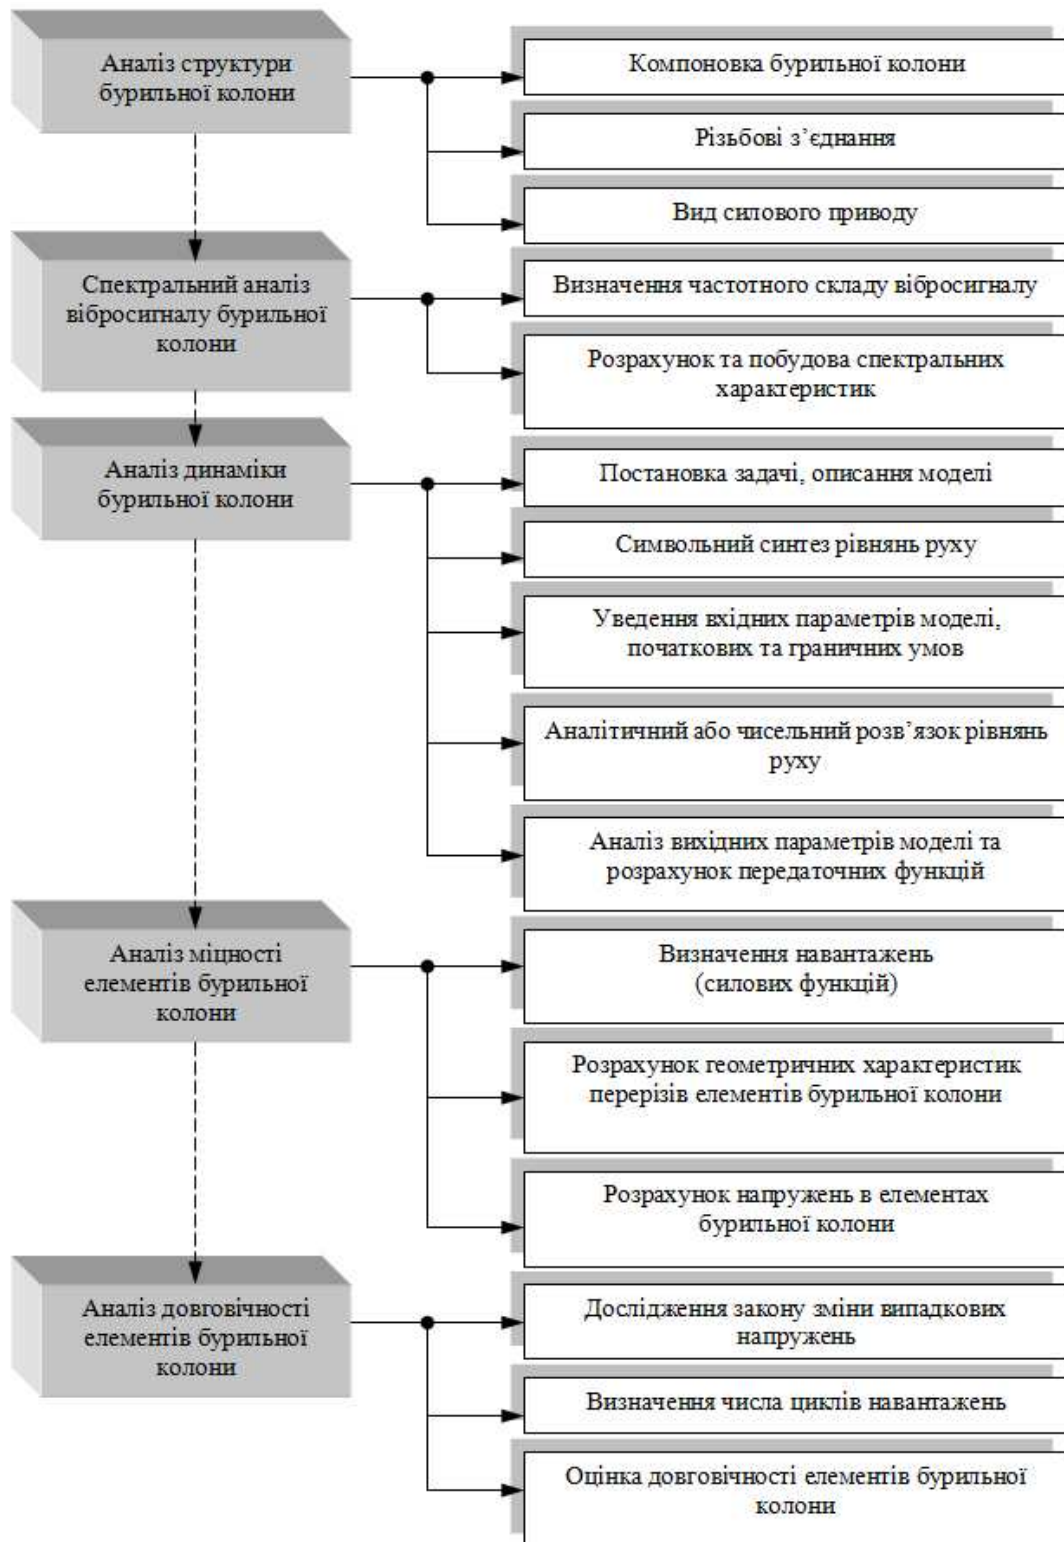 Аналіз структури
бурильної колони
Компоновка бурильної колони
Різьбові з’єднання
Вид силового приводу
Спектральний аналіз
вібросигналу бурильної
колони
Визначення частотного складу вібросигналу
Розрахунок та побудова спектральних
характеристик
Аналіз динаміки
бурильної колони
Постановка задачі, описання моделі
Символьний синтез рівнянь руху
Уведення вхідних параметрів моделі,
початкових та граничних умов
Аналітичний або чисельний розв’язок рівнянь
руху
Аналіз вихідних параметрів моделі та
розрахунок передаточних функцій
Аналіз міцності
елементів бурильної
колони
Визначення навантажень
(силових функцій)
Розрахунок геометричних характеристик
перерізів елементів бурильної колони
Розрахунок напружень в елементах
бурильної колони
Аналіз довговічності
елементів бурильної
колони
Дослідження закону зміни випадкових
напружень
Визначення числа циклів навантажень
Оцінка довговічності елементів бурильної
колони